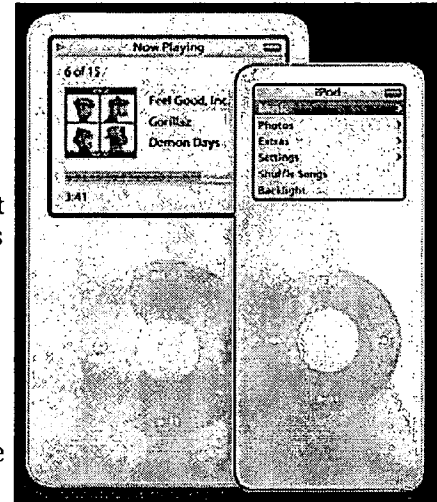 Now Playing
6 of 15
Feel Good, Inc.
Gorillaz
Demon Days
3:41
iPod
Photos
Extras
Settings
Shuffle Songs
Backlight